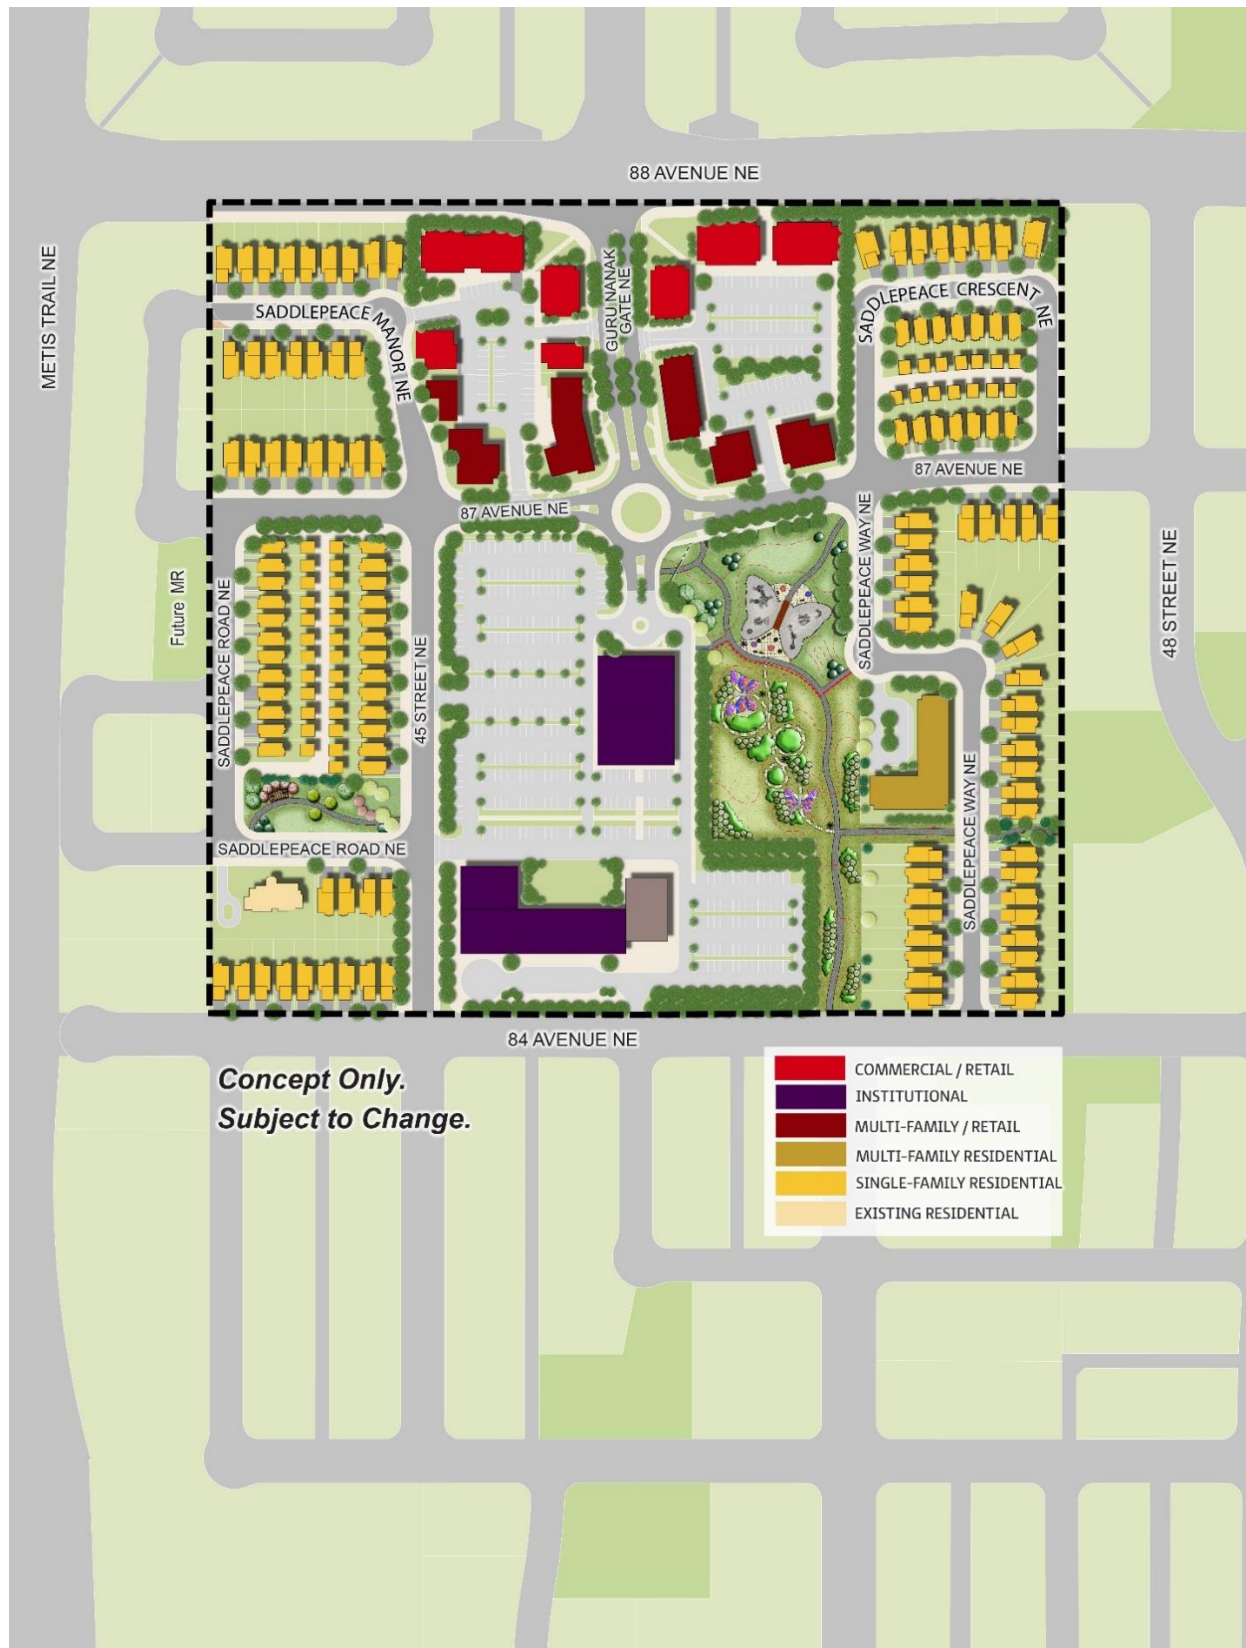 88 AVENUE NE
METIS TRAIL NE
GURU NANAK
GATE NE
SADDLEPEACE MANOR NE
SADDLEPEACE CRESCENT NE
87 AVENUE NE
87 AVENUE NE
SADDLEPEACE WAY NE
48 STREET NE
Future MR
SADDLEPEACE ROAD NE
45 STREET NE
SADDLEPEACE WAY NE
SADDLEPEACE ROAD NE
84 AVENUE NE
Concept Only.
Subject to Change.
COMMERCIAL / RETAIL
INSTITUTIONAL
MULTI-FAMILY / RETAIL
MULTI-FAMILY RESIDENTIAL
SINGLE-FAMILY RESIDENTIAL
EXISTING RESIDENTIAL